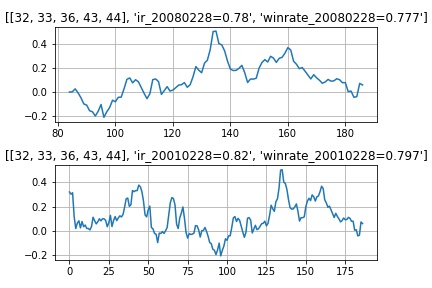 [[32, 33, 36, 43, 44], 'ir_20080228=0.78', 'winrate_20080228=0.777']
0.4
0.2
0.0
−0.2
80 100 120 140 160 180
[[32, 33, 36, 43, 44], 'ir_20010228=0.82', 'winrate_20010228=0.797']
0.4
0.2
0.0
−0.2
0 25 50 75 100 125 150 175